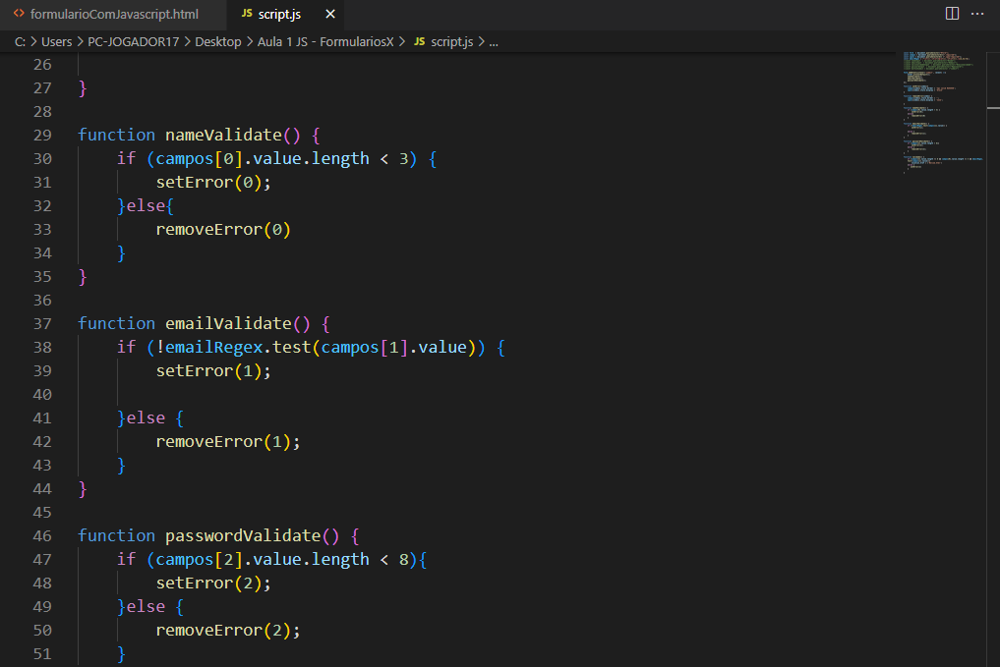 formularioComJavascript.html JS script.js ✕ ...
C: > Users > PC-JOGADOR17 > Desktop > Aula 1 JS - FormulariosX > JS script.js > ...
26
27 }
28
29 function nameValidate() {
30     if (campos[0].value.length < 3) {
31         setError(0);
32     }else{
33         removeError(0)
34     }
35 }
36
37 function emailValidate() {
38     if (!emailRegex.test(campos[1].value)) {
39         setError(1);
40
41     }else {
42         removeError(1);
43     }
44 }
45
46 function passwordValidate() {
47     if (campos[2].value.length < 8){
48         setError(2);
49     }else {
50         removeError(2);
51     }